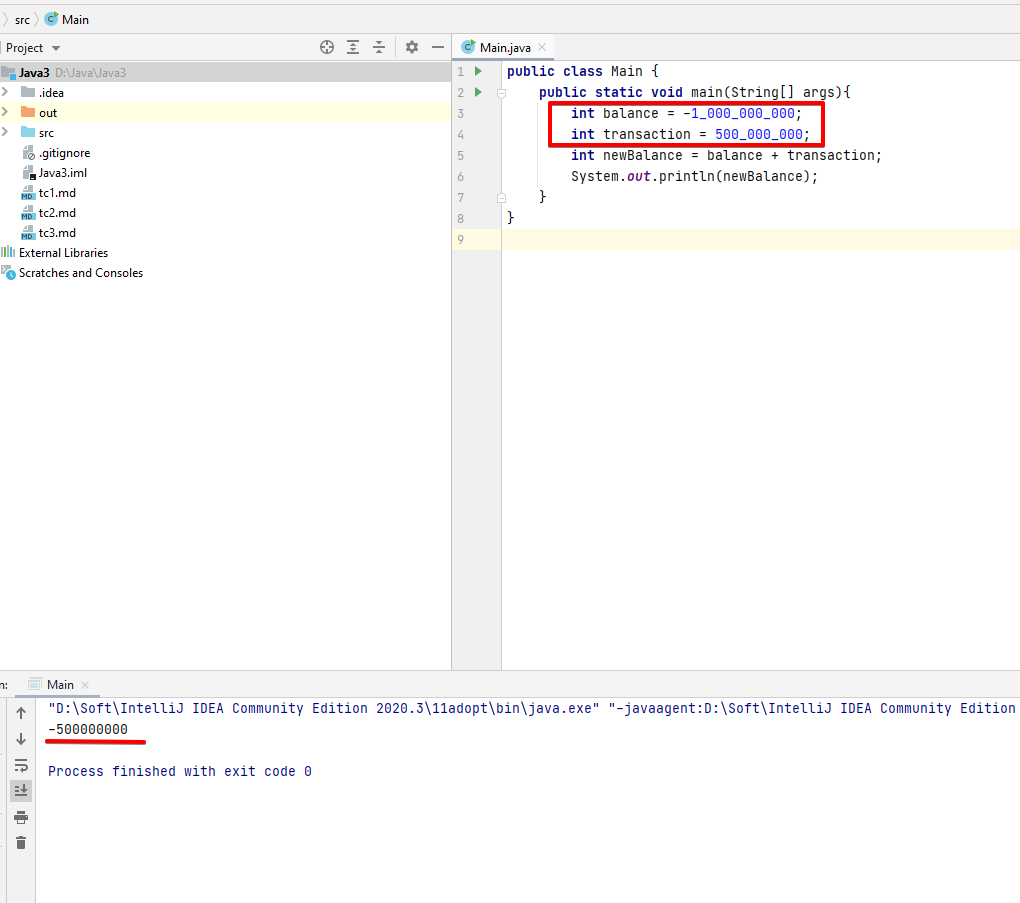 src Main
Project
Main.java
Java3 D:\Java\Java3
.idea
out
src
.gitignore
Java3.iml
MD tc1.md
MD tc2.md
MD tc3.md
External Libraries
Scratches and Consoles
1 public class Main {
2 public static void main(String[] args){
3 int balance = -1_000_000_000;
4 int transaction = 500_000_000;
5 int newBalance = balance + transaction;
6 System.out.println(newBalance);
7 }
8 }
9
n: Main
"D:\Soft\IntelliJ IDEA Community Edition 2020.3\11adopt\bin\java.exe" "-javaagent:D:\Soft\IntelliJ IDEA Community Edition
-500000000
Process finished with exit code 0